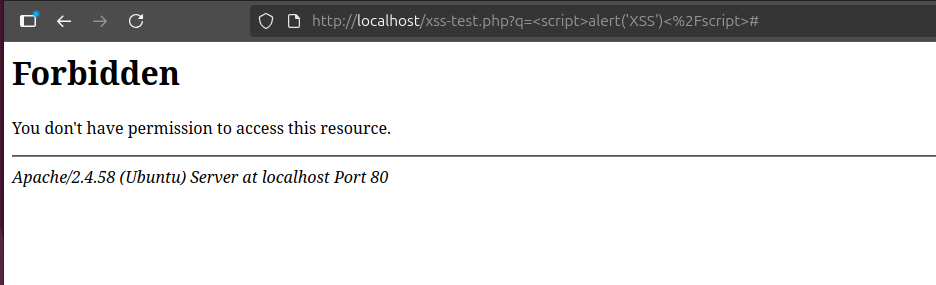 http://localhost/xss-test.php?q=<script>alert('XSS')<%2Fscript>#
Forbidden
You don't have permission to access this resource.
Apache/2.4.58 (Ubuntu) Server at localhost Port 80